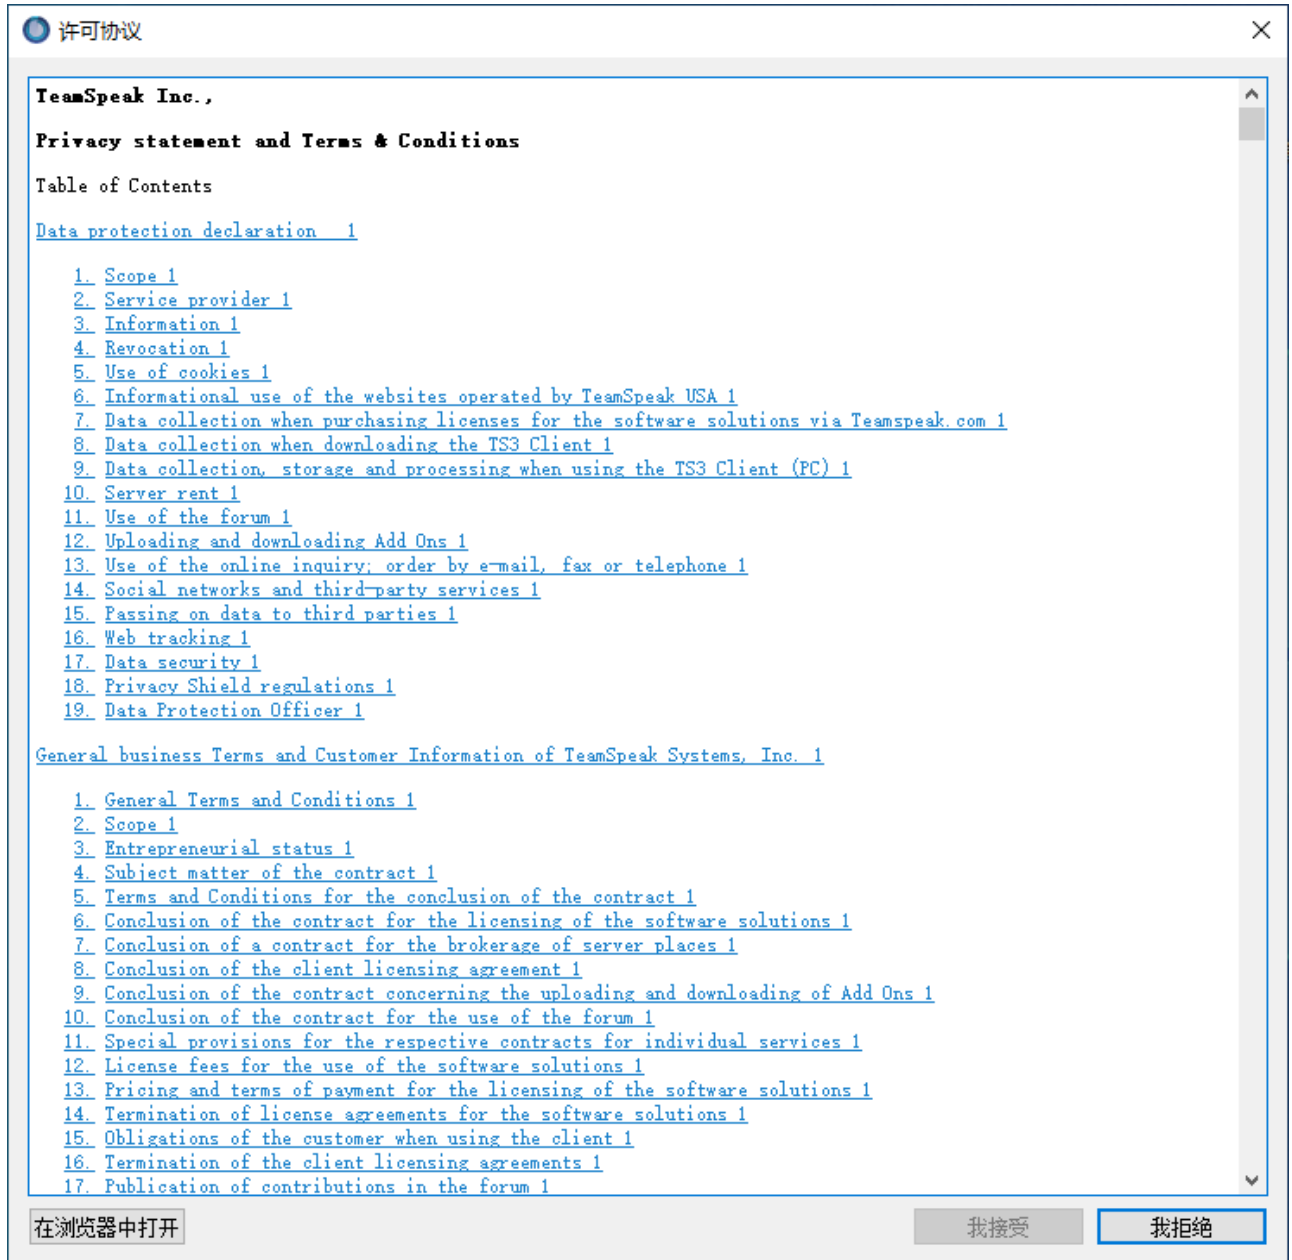 许可协议
TeamSpeak Inc.,
Privacy statement and Terms & Conditions
Table of Contents
Data protection declaration   1
1. Scope 1
2. Service provider 1
3. Information 1
4. Revocation 1
5. Use of cookies 1
6. Informational use of the websites operated by TeamSpeak USA 1
7. Data collection when purchasing licenses for the software solutions via Teamspeak.com 1
8. Data collection when downloading the TS3 Client 1
9. Data collection, storage and processing when using the TS3 Client (PC) 1
10. Server rent 1
11. Use of the forum 1
12. Uploading and downloading Add Ons 1
13. Use of the online inquiry; order by e-mail, fax or telephone 1
14. Social networks and third-party services 1
15. Passing on data to third parties 1
16. Web tracking 1
17. Data security 1
18. Privacy Shield regulations 1
19. Data Protection Officer 1
General business Terms and Customer Information of TeamSpeak Systems, Inc. 1
1. General Terms and Conditions 1
2. Scope 1
3. Entrepreneurial status 1
4. Subject matter of the contract 1
5. Terms and Conditions for the conclusion of the contract 1
6. Conclusion of the contract for the licensing of the software solutions 1
7. Conclusion of a contract for the brokerage of server places 1
8. Conclusion of the client licensing agreement 1
9. Conclusion of the contract concerning the uploading and downloading of Add Ons 1
10. Conclusion of the contract for the use of the forum 1
11. Special provisions for the respective contracts for individual services 1
12. License fees for the use of the software solutions 1
13. Pricing and terms of payment for the licensing of the software solutions 1
14. Termination of license agreements for the software solutions 1
15. Obligations of the customer when using the client 1
16. Termination of the client licensing agreements 1
17. Publication of contributions in the forum 1
在浏览器中打开
我接受
我拒绝